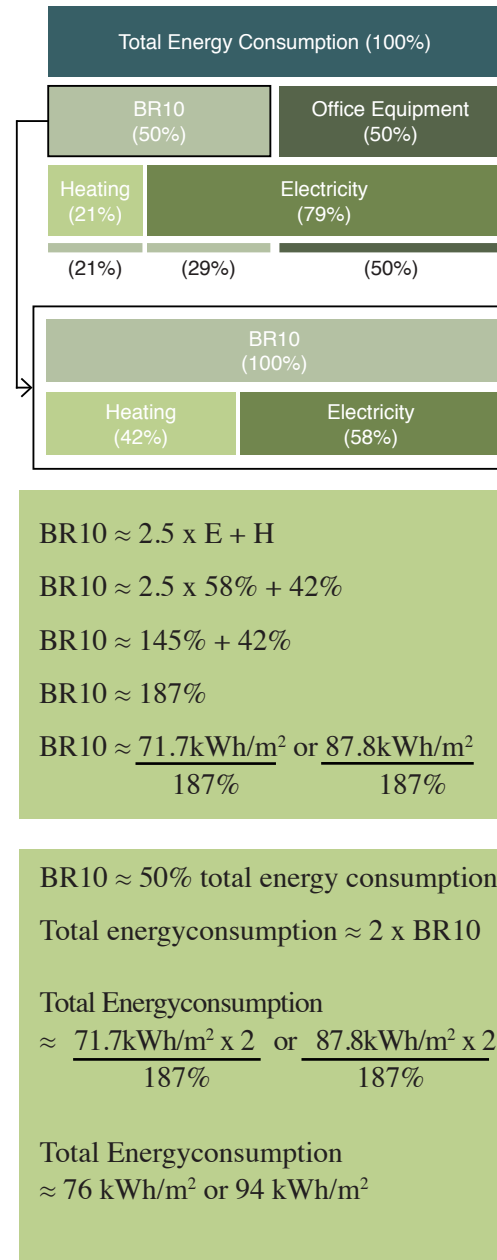 Total Energy Consumption (100%)
BR10
(50%)
Office Equipment
(50%)
Heating
(21%)
Electricity
(79%)
(21%)
(29%)
(50%)
BR10
(100%)
Heating
(42%)
Electricity
(58%)
BR10 ≈ 2.5 x E + H
BR10 ≈ 2.5 x 58% + 42%
BR10 ≈ 145% + 42%
BR10 ≈ 187%
BR10 ≈ 71.7kWh/m² or 87.8kWh/m²
187% 187%
BR10 ≈ 50% total energy consumption
Total energyconsumption ≈ 2 x BR10
Total Energyconsumption
≈ 71.7kWh/m² x 2 or 87.8kWh/m² x 2
187% 187%
Total Energyconsumption
≈ 76 kWh/m² or 94 kWh/m²